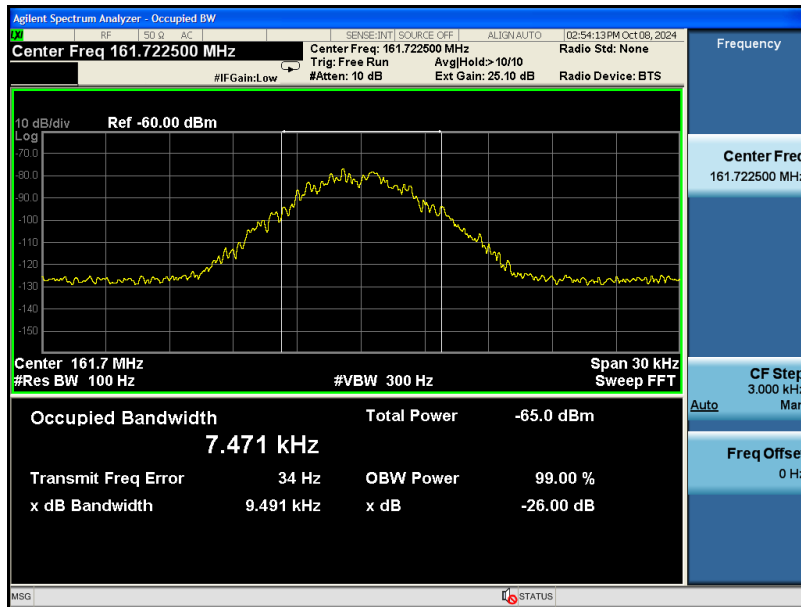 Agilent Spectrum Analyzer - Occupied BW
LXI RF 50 Ω AC SENSE:INT SOURCE OFF ALIGN AUTO 02:54:13 PM Oct 08, 2024
Center Freq 161.722500 MHz
Center Freq: 161.722500 MHz Radio Std: None
Trig: Free Run Avg|Hold:> 10/10
#IFGain:Low #Atten: 10 dB Ext Gain: 25.10 dB Radio Device: BTS
10 dB/div Ref -60.00 dBm
Log
-70.0
-80.0
-90.0
-100
-110
-120
-130
-140
-150
Center 161.7 MHz Span 30 kHz
#Res BW 100 Hz #VBW 300 Hz Sweep FFT
Occupied Bandwidth Total Power -65.0 dBm
7.471 kHz
Transmit Freq Error 34 Hz OBW Power 99.00 %
x dB Bandwidth 9.491 kHz x dB -26.00 dB
MSG STATUS
Frequency
Center Freq
161.722500 MHz
CF Step
3.000 kHz
Auto Man
Freq Offset
0 Hz